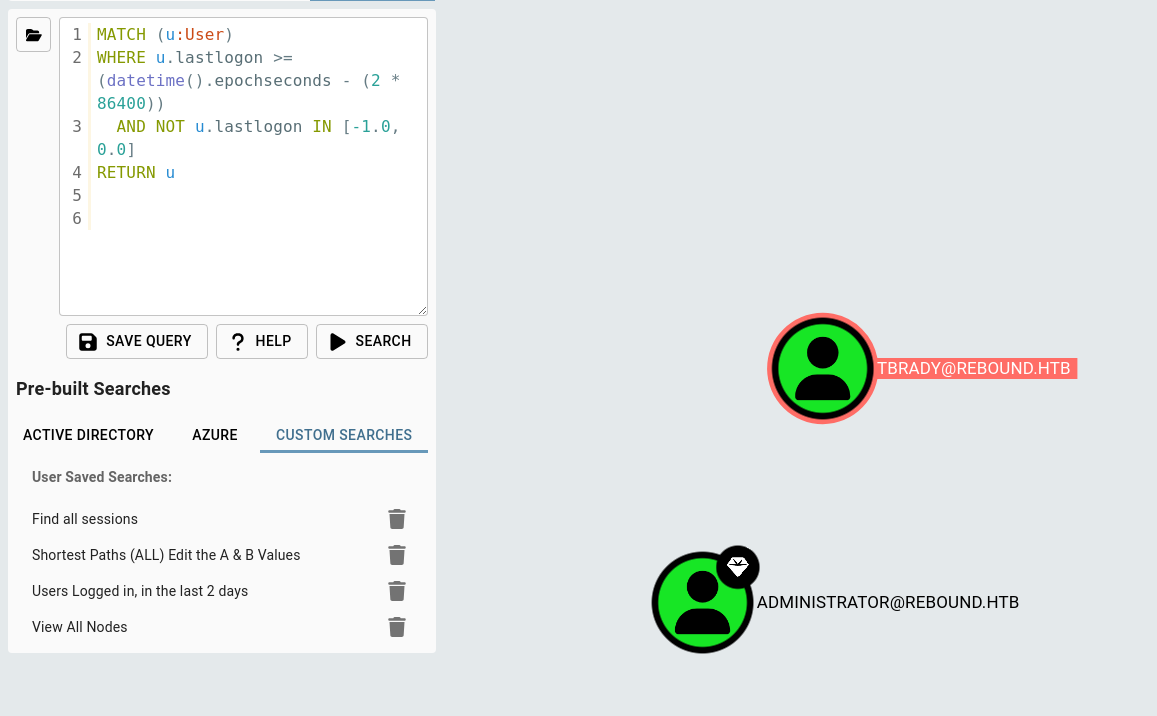 1 MATCH (u:User)
2 WHERE u.lastlogon >=
(datetime().epochseconds - (2 *
86400))
3 AND NOT u.lastlogon IN [-1.0,
0.0]
4 RETURN u
5
6
SAVE QUERY
? HELP
SEARCH
Pre-built Searches
ACTIVE DIRECTORY
AZURE
CUSTOM SEARCHES
User Saved Searches:
Find all sessions
Shortest Paths (ALL) Edit the A & B Values
Users Logged in, in the last 2 days
View All Nodes
TBRADY@REBOUND.HTB
ADMINISTRATOR@REBOUND.HTB